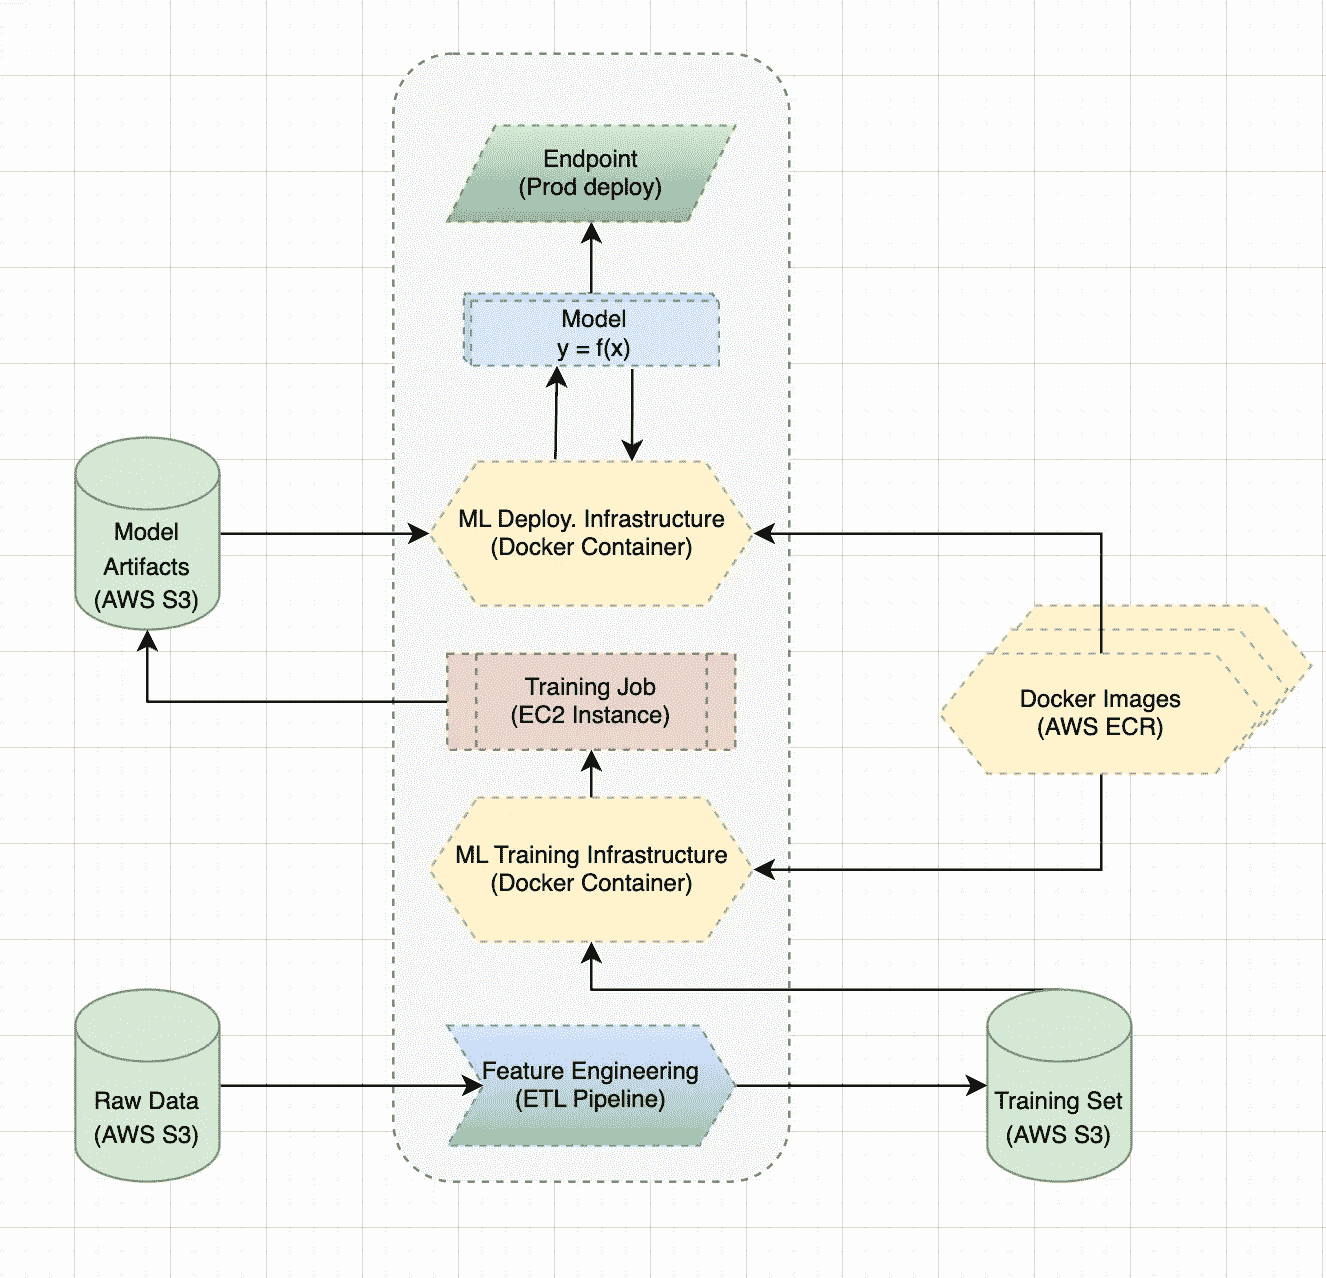 Endpoint
(Prod deploy)
Model
y = f(x)
ML Deploy. Infrastructure
(Docker Container)
Model
Artifacts
(AWS S3)
Training Job
(EC2 Instance)
Docker Images
(AWS ECR)
ML Training Infrastructure
(Docker Container)
Raw Data
(AWS S3)
Feature Engineering
(ETL Pipeline)
Training Set
(AWS S3)